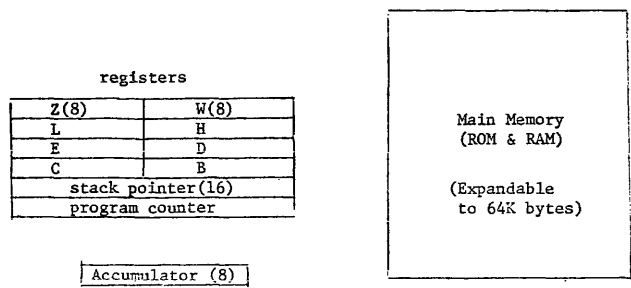 registers
Z(8) W(8)
L H
E D
C B
stack pointer(16)
program counter
Accumulator (8)
Main Memory
(ROM & RAM)
(Expandable
to 64K bytes)